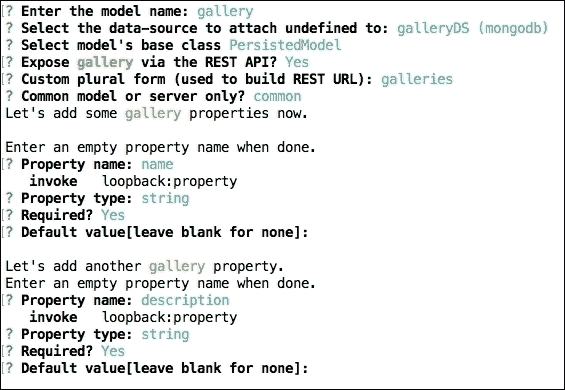 [? Enter the model name: gallery
? Select the data-source to attach undefined to: galleryDS (mongodb)
? Select model's base class PersistedModel
[? Expose gallery via the REST API? Yes
[? Custom plural form (used to build REST URL): galleries
? Common model or server only? common
Let's add some gallery properties now.

Enter an empty property name when done.
[? Property name: name
invoke loopback:property
? Property type: string
[? Required? Yes
[? Default value[leave blank for none]:

Let's add another gallery property.
Enter an empty property name when done.
[? Property name: description
invoke loopback:property
? Property type: string
[? Required? Yes
[? Default value[leave blank for none]: